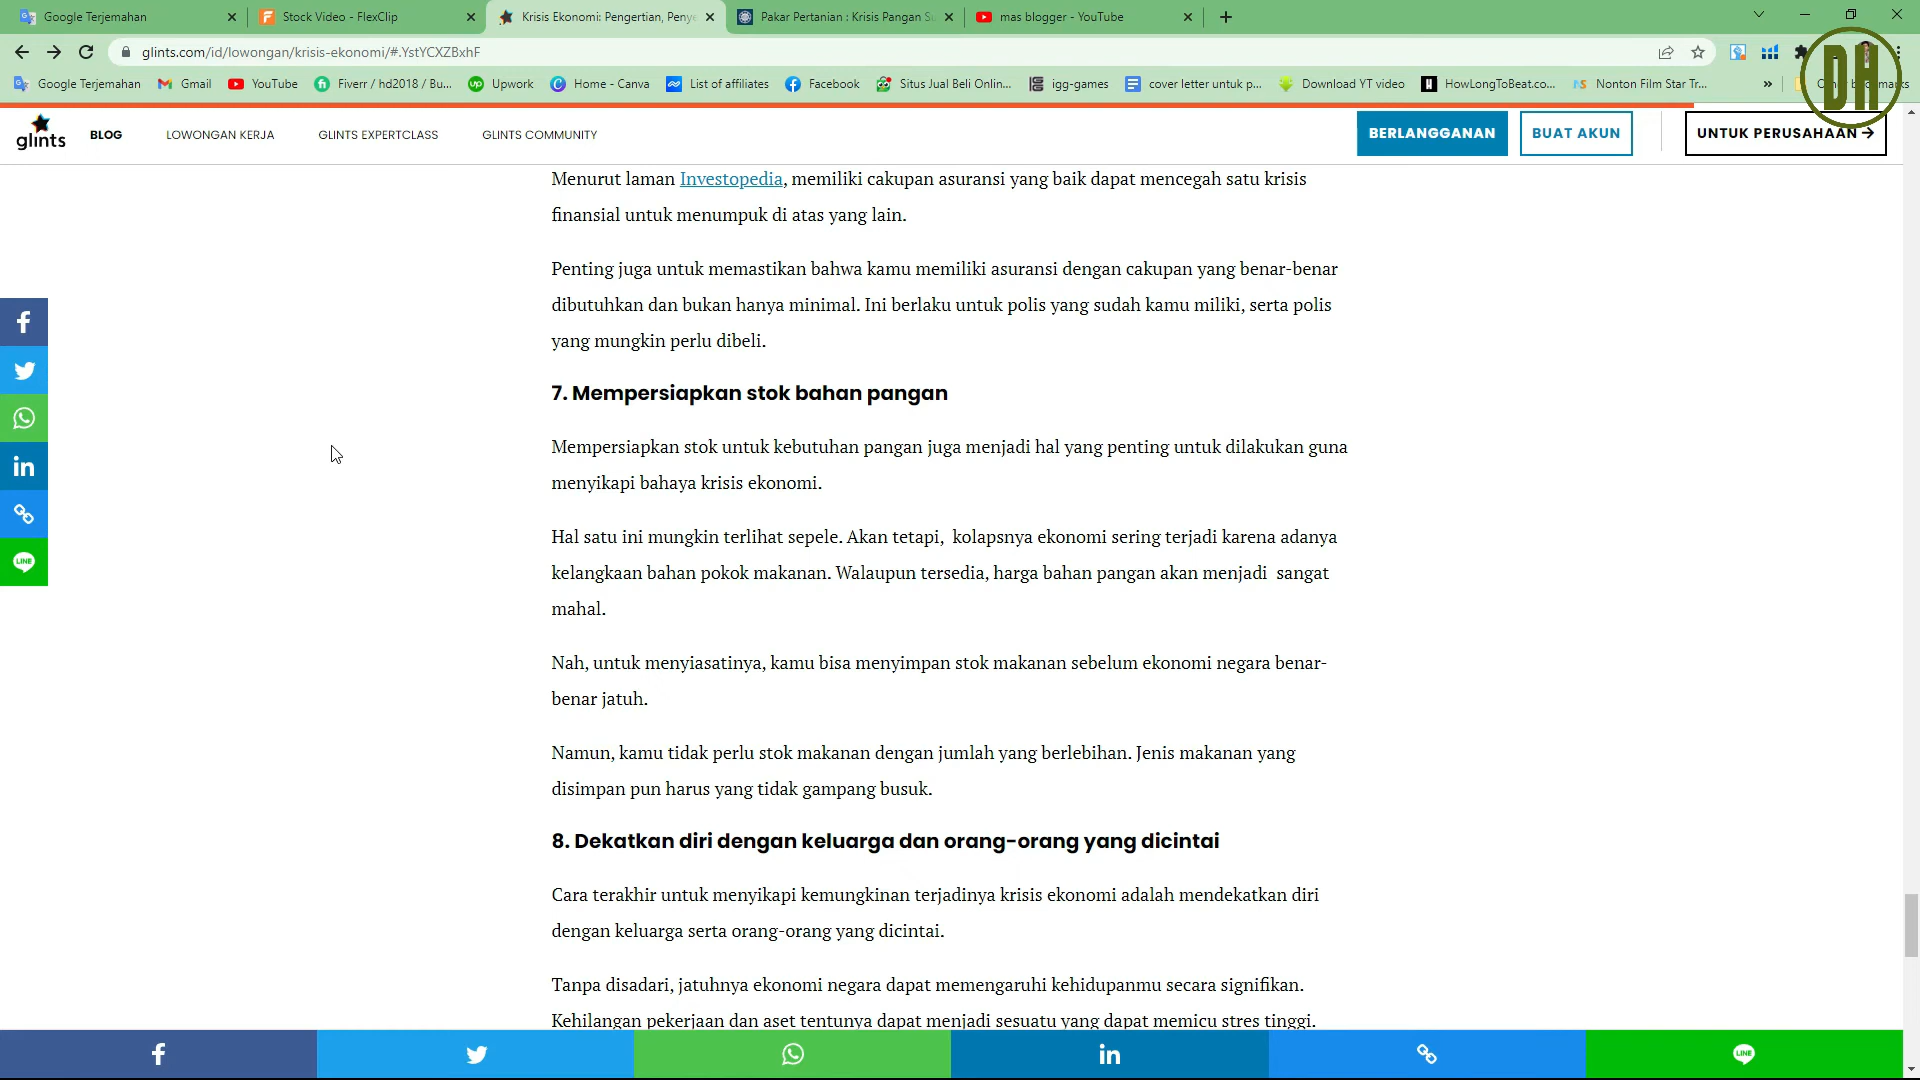 Google Terjemahan
Stock Video - FlexClip
Krisis Ekonomi: Pengertian, Penye
Pakar Pertanian : Krisis Pangan Su
mas blogger - YouTube
glints.com/id/lowongan/krisis-ekonomi/#.YstYCXZBxhF
Google Terjemahan
Gmail
YouTube
Fiverr / hd2018 / Bu...
Upwork
Home - Canva
List of affiliates
Facebook
Situs Jual Beli Onlin...
igg-games
cover letter untuk p...
Download YT video
HowLongToBeat.co...
Nonton Film Star Tr...
DH
glints
BLOG
LOWONGAN KERJA
GLINTS EXPERTCLASS
GLINTS COMMUNITY
BERLANGGANAN
BUAT AKUN
UNTUK PERUSAHAAN →
Menurut laman Investopedia, memiliki cakupan asuransi yang baik dapat mencegah satu krisis
finansial untuk menumpuk di atas yang lain.
Penting juga untuk memastikan bahwa kamu memiliki asuransi dengan cakupan yang benar-benar
dibutuhkan dan bukan hanya minimal. Ini berlaku untuk polis yang sudah kamu miliki, serta polis
yang mungkin perlu dibeli.
7. Mempersiapkan stok bahan pangan
Mempersiapkan stok untuk kebutuhan pangan juga menjadi hal yang penting untuk dilakukan guna
menyikapi bahaya krisis ekonomi.
Hal satu ini mungkin terlihat sepele. Akan tetapi,  kolapsnya ekonomi sering terjadi karena adanya
kelangkaan bahan pokok makanan. Walaupun tersedia, harga bahan pangan akan menjadi  sangat
mahal.
Nah, untuk menyiasatinya, kamu bisa menyimpan stok makanan sebelum ekonomi negara benar-
benar jatuh.
Namun, kamu tidak perlu stok makanan dengan jumlah yang berlebihan. Jenis makanan yang
disimpan pun harus yang tidak gampang busuk.
8. Dekatkan diri dengan keluarga dan orang-orang yang dicintai
Cara terakhir untuk menyikapi kemungkinan terjadinya krisis ekonomi adalah mendekatkan diri
dengan keluarga serta orang-orang yang dicintai.
Tanpa disadari, jatuhnya ekonomi negara dapat memengaruhi kehidupanmu secara signifikan.
Kehilangan pekerjaan dan aset tentunya dapat menjadi sesuatu yang dapat memicu stres tinggi.
LINE
LINE